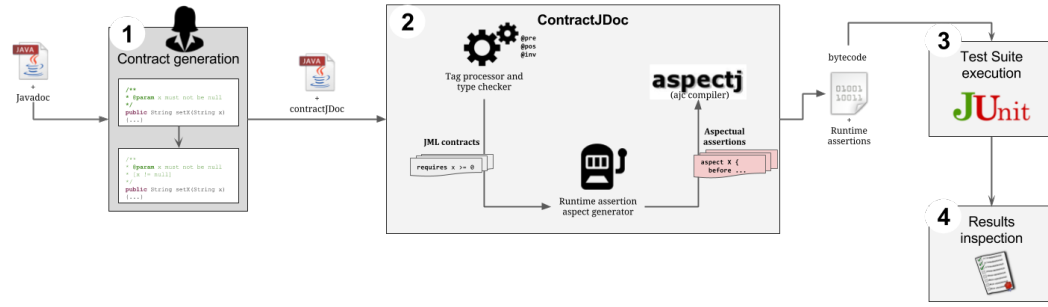 JAVA
+
Javadoc
1
Contract generation
/**
* @param x must not be null
*/
public String setX(String x)
[...]
/**
* @param x must not be null
* [x != null]
*/
public String setX(String x)
[...]
JAVA
+
contractJDoc
2
ContractJDoc
@pre
@pos
@inv
Tag processor and
type checker
JML contracts
requires x >= 0
Runtime assertion
aspect generator
aspectj
(ajc compiler)
Aspectual
assertions
aspect X {
before ...
bytecode
01001
10011
+
Runtime
assertions
3
Test Suite
execution
JUnit
4
Results
inspection